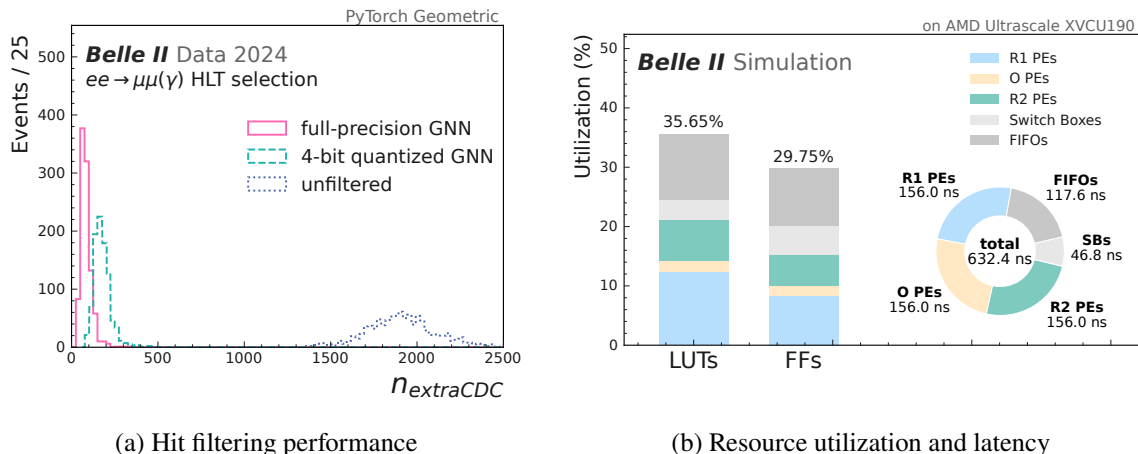 PyTorch Geometric
Events / 25
500
400
300
200
100
0
Belle II Data 2024
ee → μμ(γ) HLT selection
full-precision GNN
4-bit quantized GNN
unfiltered
0 500 1000 1500 2000 2500
n_extraCDC
(a) Hit filtering performance
on AMD Ultrascale XVCU190
Utilization (%)
50
40
30
20
10
0
Belle II Simulation
R1 PEs
O PEs
R2 PEs
Switch Boxes
FIFOs
35.65%
29.75%
LUTs FFs
R1 PEs
156.0 ns
FIFOs
117.6 ns
total
632.4 ns
SBs
46.8 ns
O PEs
156.0 ns
R2 PEs
156.0 ns
(b) Resource utilization and latency